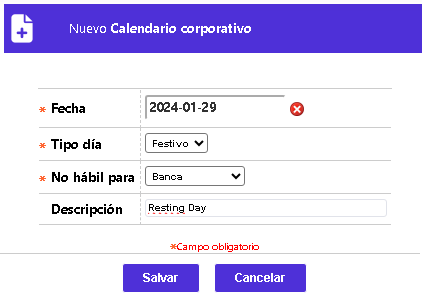 Nuevo Calendario corporativo
* Fecha 2024-01-29
* Tipo día Festivo
* No hábil para Banca
Descripción Resting Day
*Campo obligatorio
Salvar Cancelar